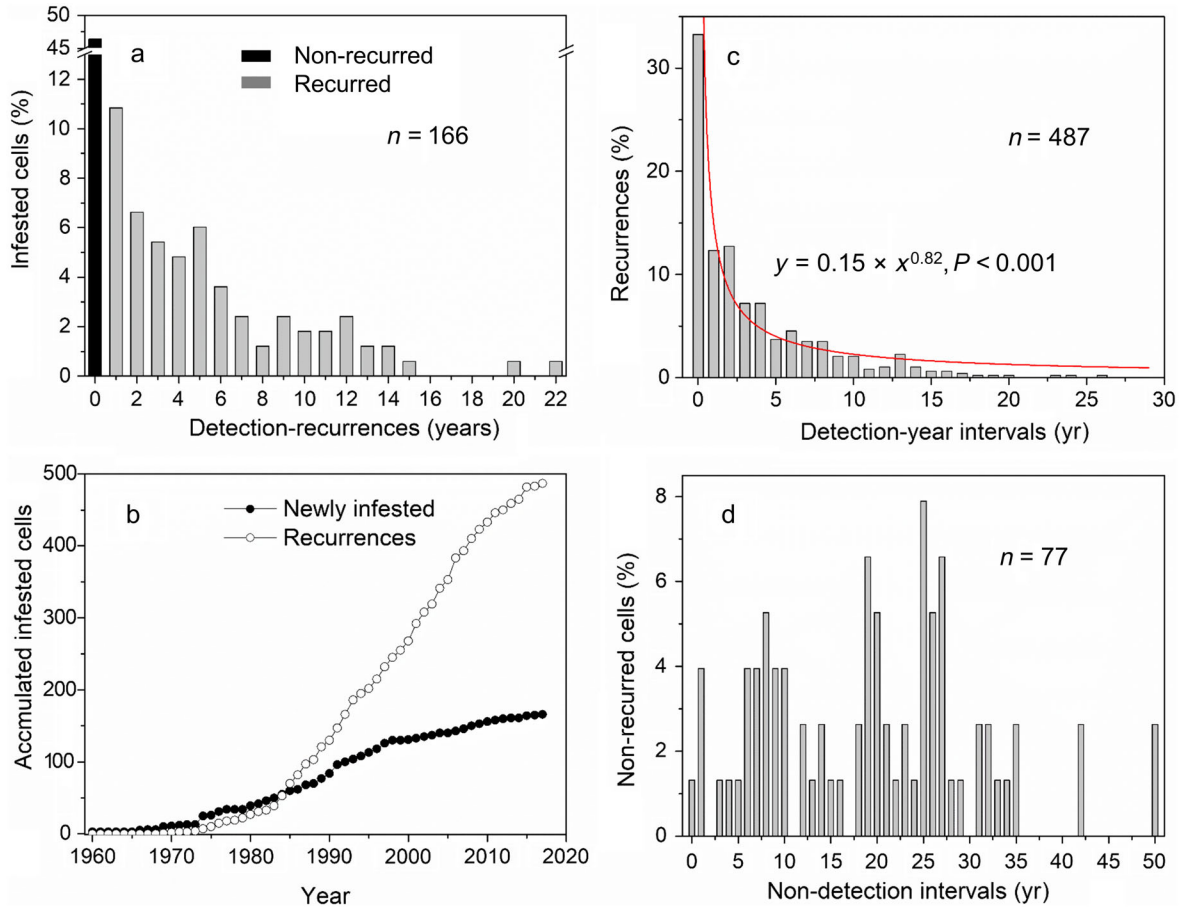 a
Non-recurred
Recurred
n = 166
Infested cells (%)
50
45
12
10
8
6
4
2
0
0 2 4 6 8 10 12 14 16 18 20 22
Detection-recurrences (years)
c
n = 487
y = 0.15 × x^0.82, P < 0.001
Recurrences (%)
30
20
10
0
0 5 10 15 20 25 30
Detection-year intervals (yr)
b
Newly infested
Recurrences
Accmulated infested cells
500
400
300
200
100
0
1960 1970 1980 1990 2000 2010 2020
Year
d
n = 77
Non-recurred cells (%)
8
6
4
2
0
0 5 10 15 20 25 30 35 40 45 50
Non-detection intervals (yr)